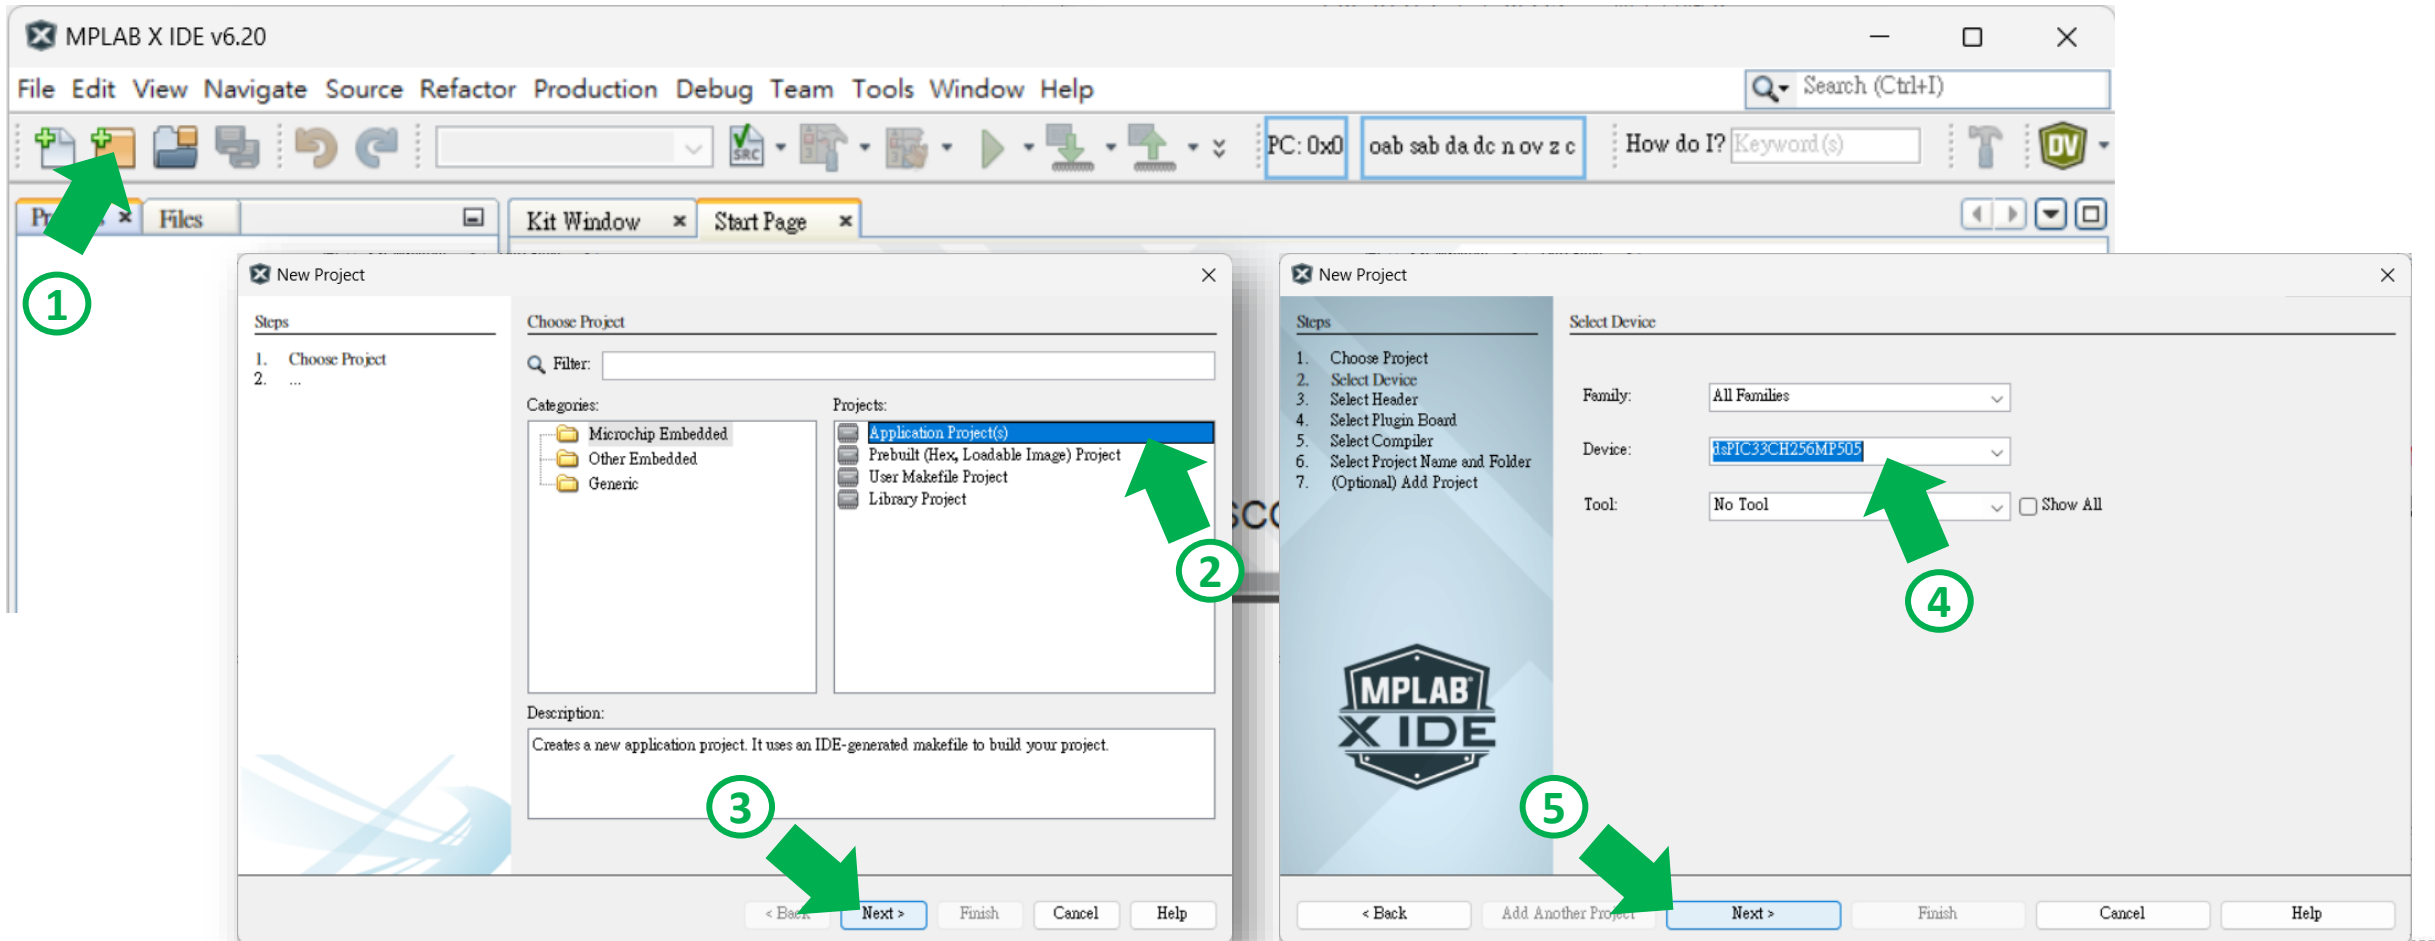 MPLAB X IDE v6.20
File Edit View Navigate Source Refactor Production Debug Team Tools Window Help
Search (Ctrl+I)
SRC
PC: 0x0
oab sab da dc n ov z c
How do I?
Keyword(s)
DV
Files
Kit Window
Start Page
1
New Project
Steps
1. Choose Project
2. ...
Choose Project
Filter:
Categories:
Microchip Embedded
Other Embedded
Generic
Projects:
Application Project(s)
Prebuilt (Hex, Loadable Image) Project
User Makefile Project
Library Project
2
Description:
Creates a new application project. It uses an IDE-generated makefile to build your project.
3
< Back
Next >
Finish
Cancel
Help
New Project
Steps
1. Choose Project
2. Select Device
3. Select Header
4. Select Plugin Board
5. Select Compiler
6. Select Project Name and Folder
7. (Optional) Add Project
MPLAB
X IDE
Select Device
Family:
All Families
Device:
dsPIC33CH256MP505
Tool:
No Tool
Show All
4
5
< Back
Add Another Project
Next >
Finish
Cancel
Help